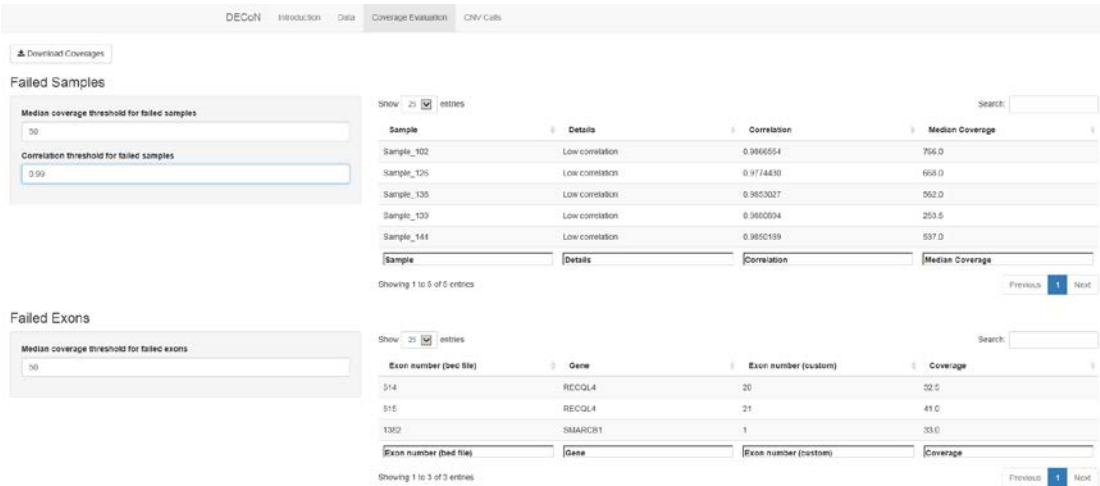 DECoN Introduction Data Coverage Evaluation CNV Calls
Download Coverages
Failed Samples
Median coverage threshold for failed samples
50
Correlation threshold for failed samples
0.99
Show 25 entries
Search:
Sample Details Correlation Median Coverage
Sample_102 Low correlation 0.9866554 766.0
Low correlation 0.9774430 668.0
Low correlation 0.9853027 562.0
Low correlation 253.5
Sample_144 Low correlation 537.0
Sample Details Correlation Median Coverage
Showing 1 to 5 of 5 entries
Previous 1 Next
Failed Exons
Median coverage threshold for failed exons
50
Show 25 entries
Search:
Exon number (bed file) Gene Exon number (custom) Coverage
514 RECQL4 20 32.5
515 RECQL4 21 41.0
1382 SMARCB1 1 33.0
Exon number (bed file) Gene Exon number (custom) Coverage
Showing 1 to 3 of 3 entries
Previous 1 Next